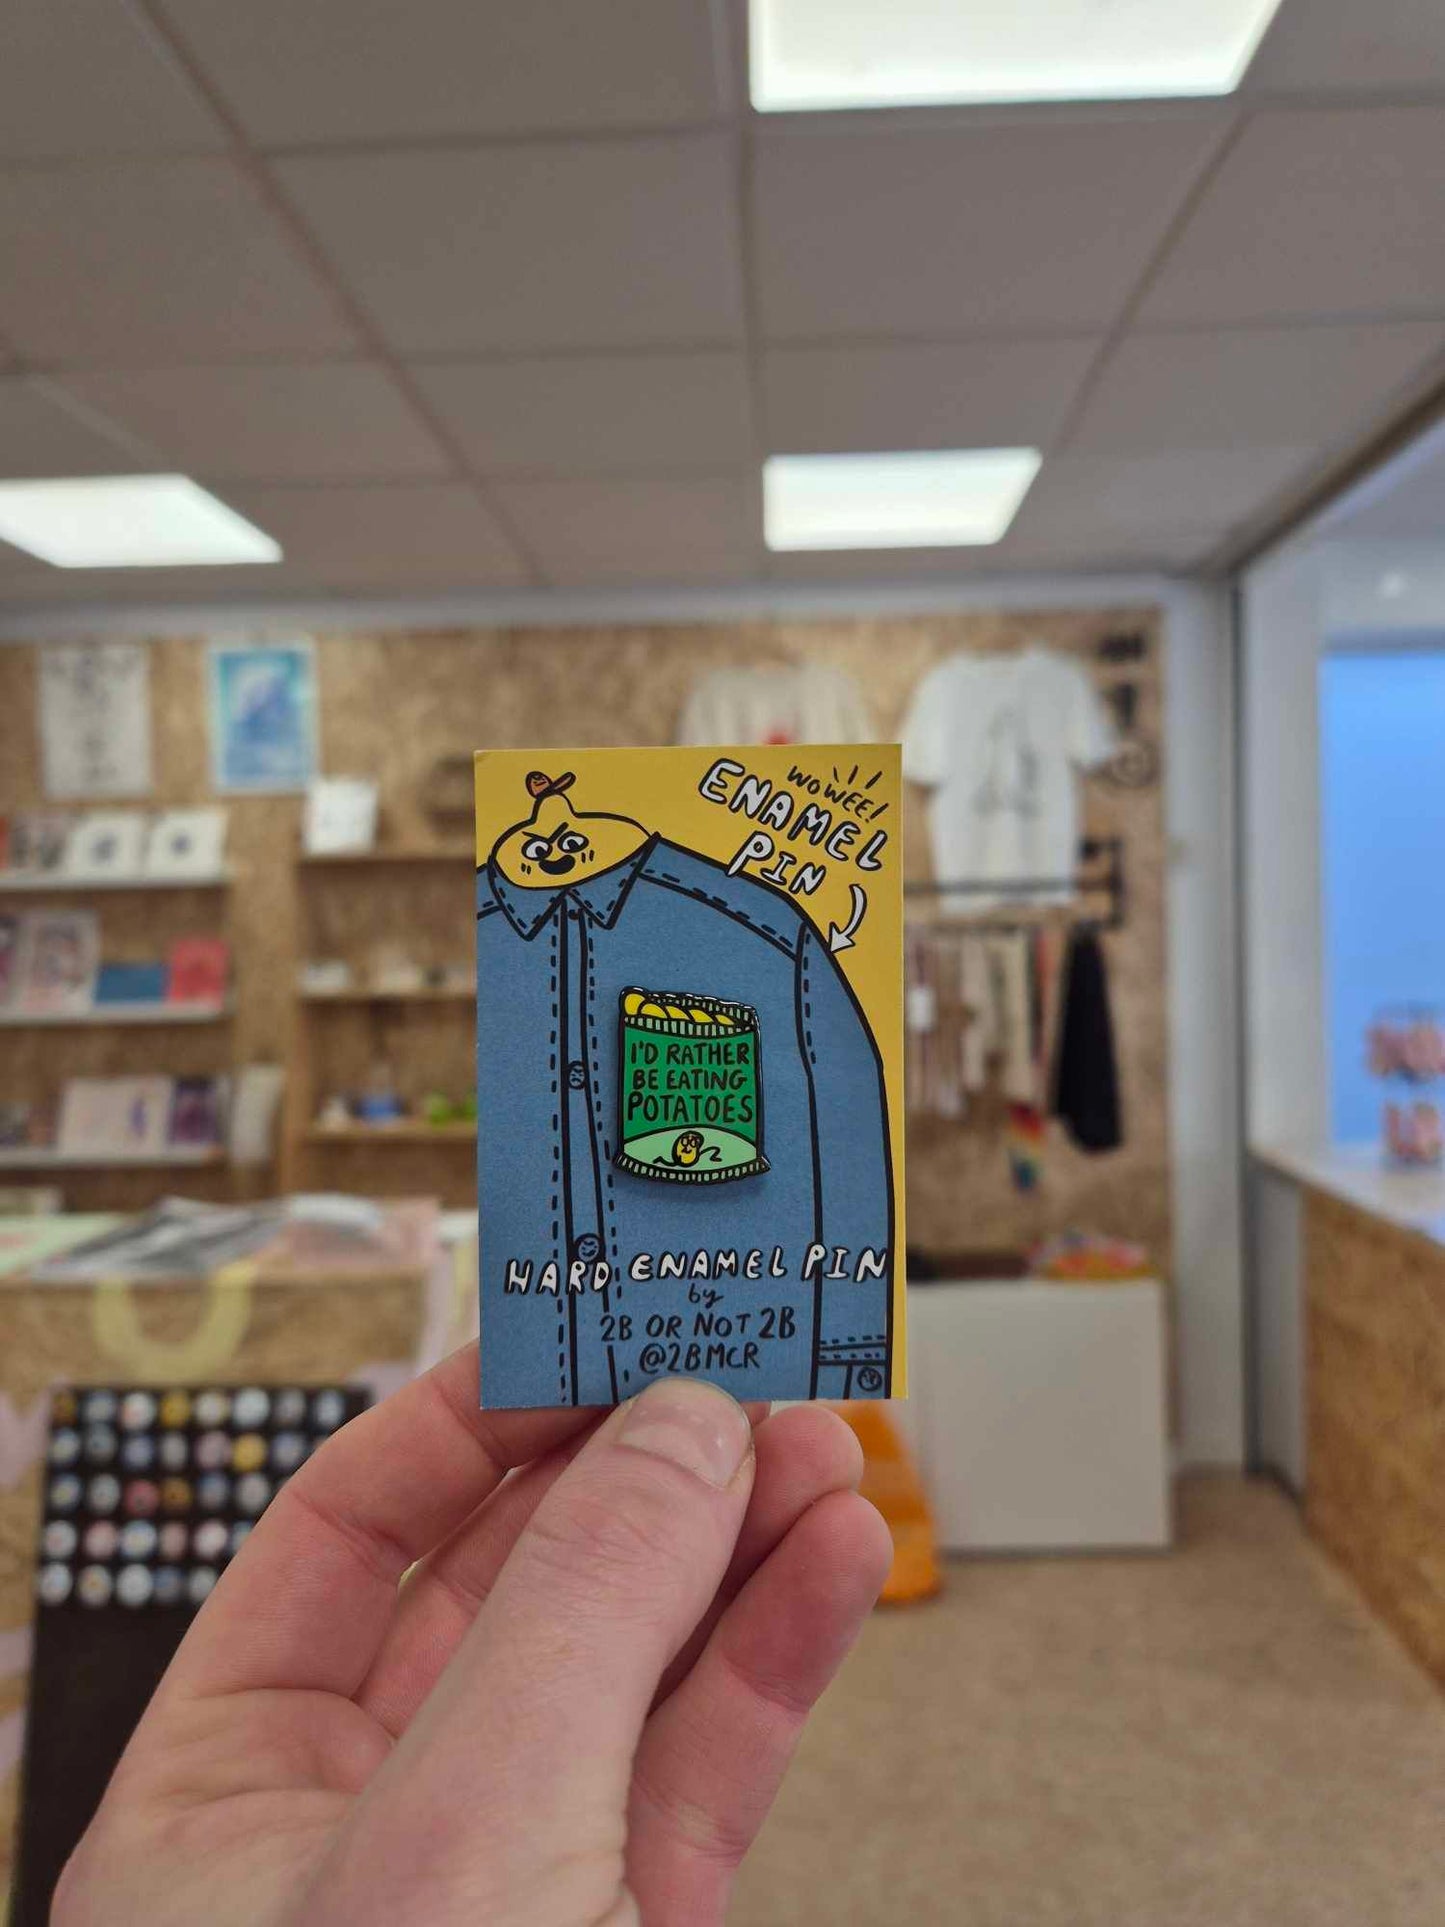 WOWEE!
ENAMEL
PIN
I'D RATHER
BE EATING
POTATOES
HARD ENAMEL PIN
by
2B OR NOT 2B
@2BMCR